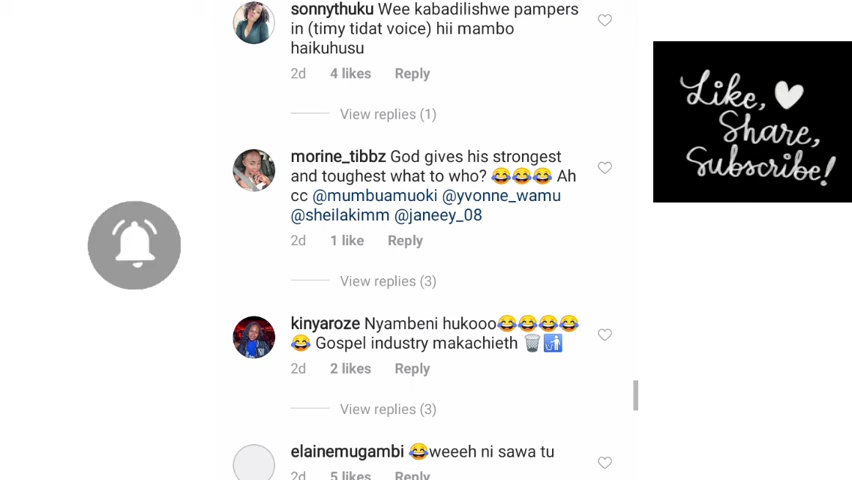 sonnythuku Wee kabadilishwe pampers
in (timy tidat voice) hii mambo
haikuhusu
2d 4 likes Reply
View replies (1)
morine_tibbz God gives his strongest
and toughest what to who? 😂😂😂 Ah
cc @mumbuamuoki @yvonne_wamu
@sheilakimm @janeey_08
2d 1 like Reply
View replies (3)
kinyaroze Nyambeni hukooo😂😂😂😂
😂 Gospel industry makachieth 🗑🚮
2d 2 likes Reply
View replies (3)
elainemugambi 😂weeeh ni sawa tu
2d 5 likes Reply
Like,
Share,
Subscribe!